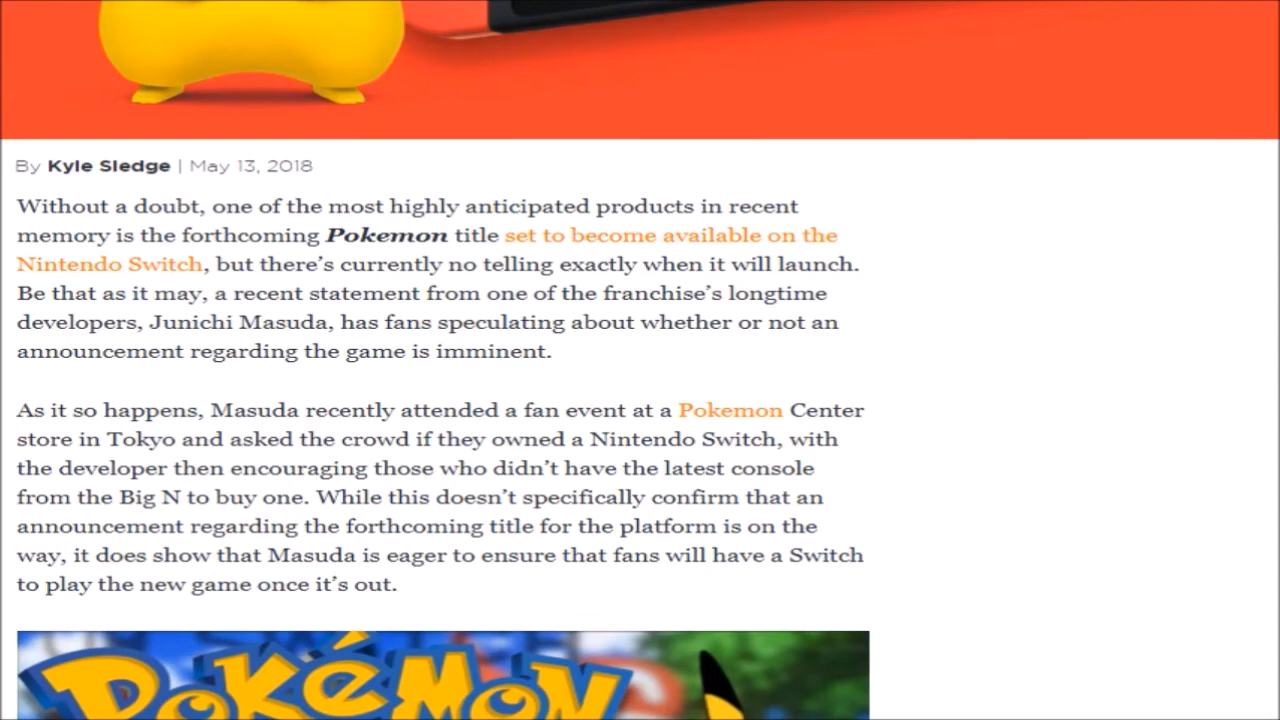 By Kyle Sledge | May 13, 2018
Without a doubt, one of the most highly anticipated products in recent
memory is the forthcoming Pokemon title set to become available on the
Nintendo Switch, but there's currently no telling exactly when it will launch.
Be that as it may, a recent statement from one of the franchise's longtime
developers, Junichi Masuda, has fans speculating about whether or not an
announcement regarding the game is imminent.
As it so happens, Masuda recently attended a fan event at a Pokemon Center
store in Tokyo and asked the crowd if they owned a Nintendo Switch, with
the developer then encouraging those who didn't have the latest console
from the Big N to buy one. While this doesn't specifically confirm that an
announcement regarding the forthcoming title for the platform is on the
way, it does show that Masuda is eager to ensure that fans will have a Switch
to play the new game once it's out.
POKéMON